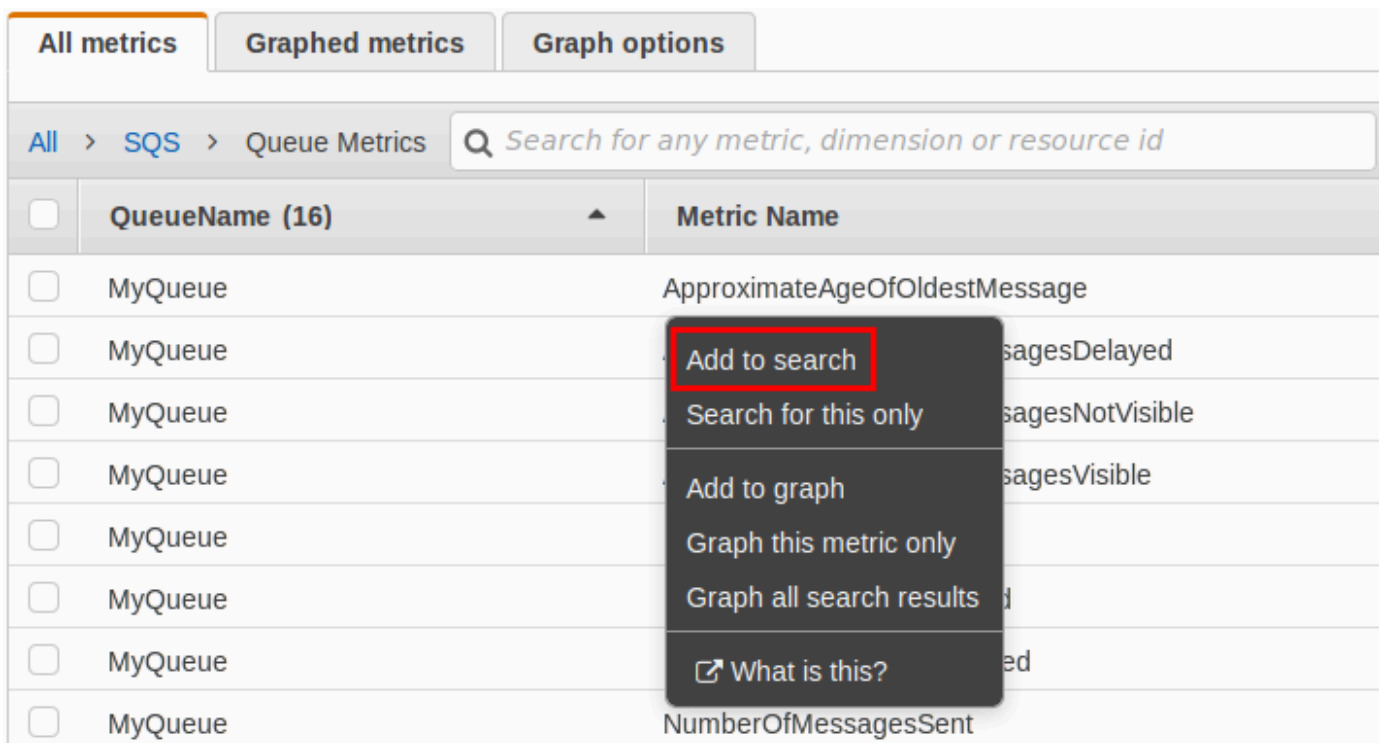 All metrics Graphed metrics Graph options
All > SQS > Queue Metrics Search for any metric, dimension or resource id
QueueName (16) Metric Name
MyQueue ApproximateAgeOfOldestMessage
MyQueue Add to search sagesDelayed
MyQueue Search for this only sagesNotVisible
MyQueue Add to graph sagesVisible
MyQueue Graph this metric only
MyQueue Graph all search results
MyQueue What is this? ed
MyQueue NumberOfMessagesSent